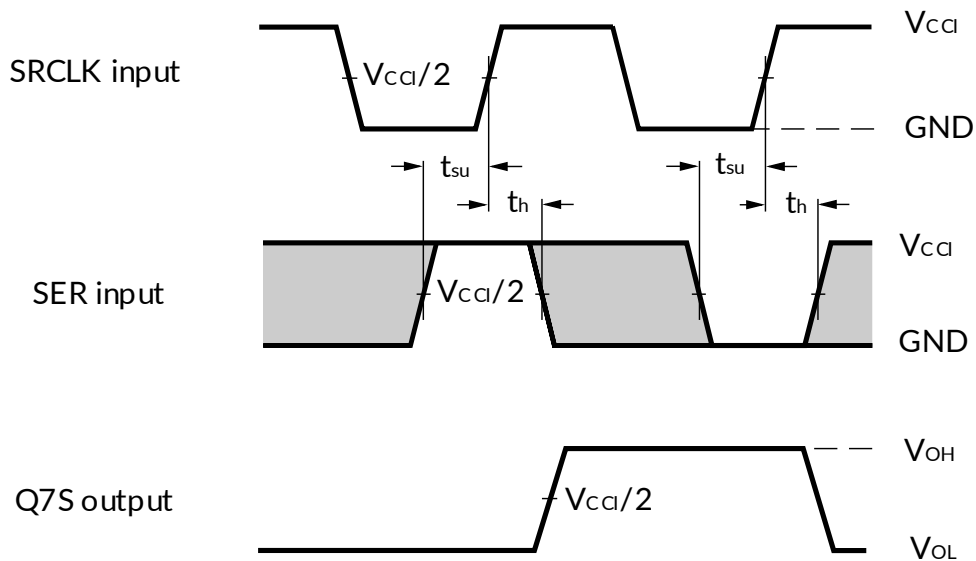 VCCI
SRCLK input
VCCI/2
GND
tsu
tsu
th
th
VCCI
SER input
VCCI/2
GND
VOH
Q7S output
VCCI/2
VOL